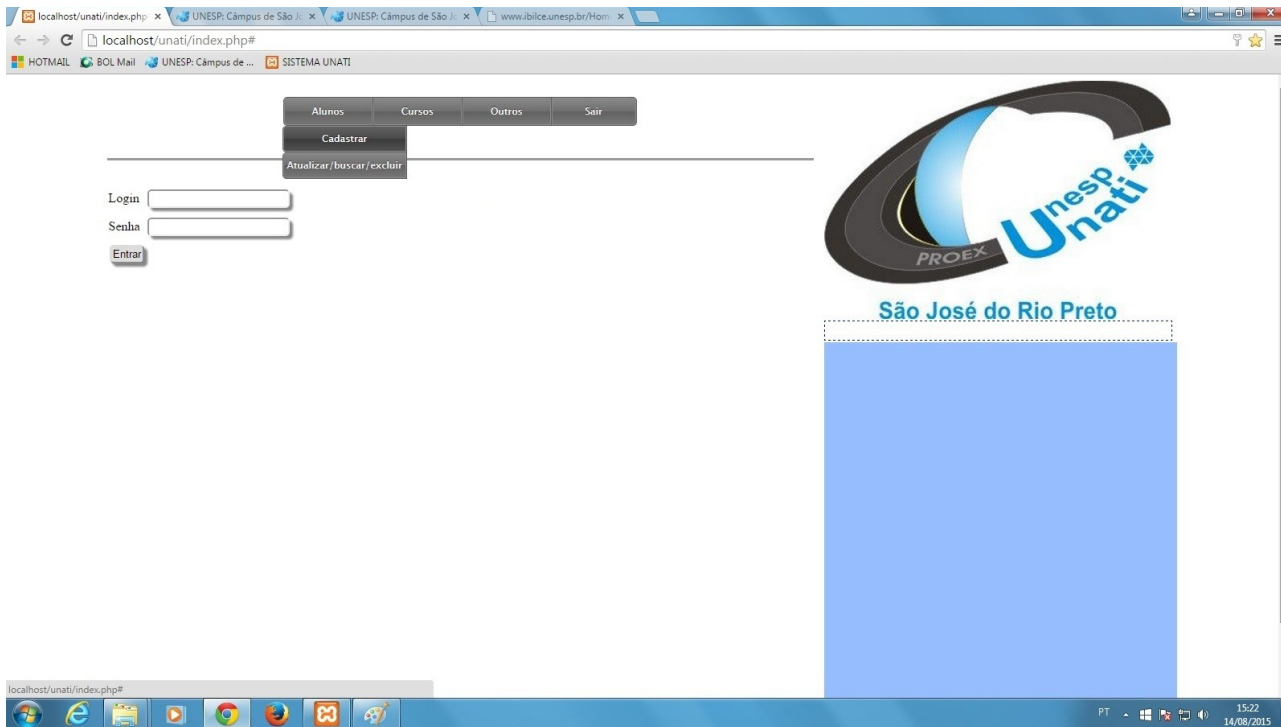 localhost/unati/index.php
UNESP: Câmpus de São Jo
UNESP: Câmpus de São Jo
www.ibilce.unesp.br/Hom
localhost/unati/index.php#
HOTMAIL
BOL Mail
UNESP: Câmpus de ...
SISTEMA UNATI
Alunos
Cursos
Outros
Sair
Cadastrar
Atualizar/buscar/excluir
Login
Senha
Entrar
Unesp
Unati
PROEX
São José do Rio Preto
localhost/unati/index.php#
PT
15:22
14/08/2015